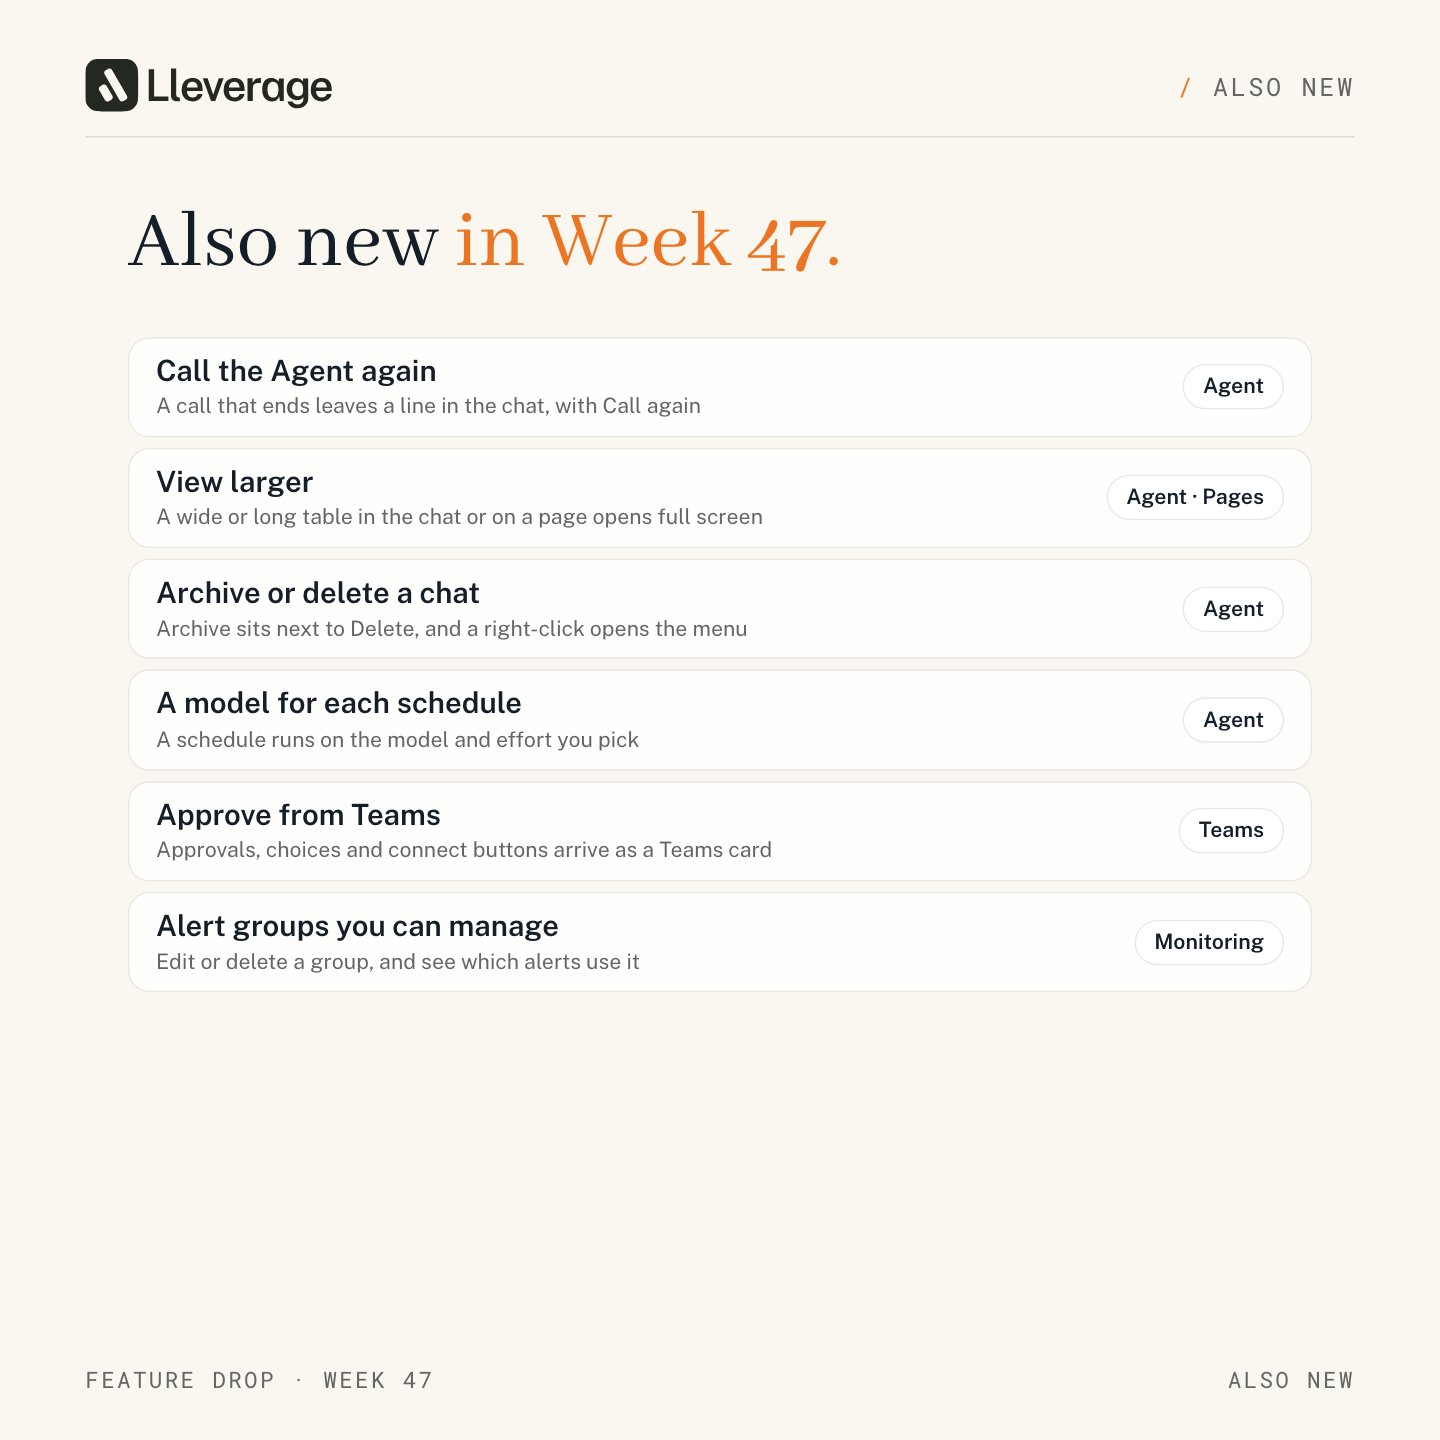 Lleverage
/ ALSO NEW
Also new in Week 47.
Call the Agent again
A call that ends leaves a line in the chat, with Call again
Agent
View larger
A wide or long table in the chat or on a page opens full screen
Agent · Pages
Archive or delete a chat
Archive sits next to Delete, and a right-click opens the menu
Agent
A model for each schedule
A schedule runs on the model and effort you pick
Agent
Approve from Teams
Approvals, choices and connect buttons arrive as a Teams card
Teams
Alert groups you can manage
Edit or delete a group, and see which alerts use it
Monitoring
FEATURE DROP · WEEK 47
ALSO NEW